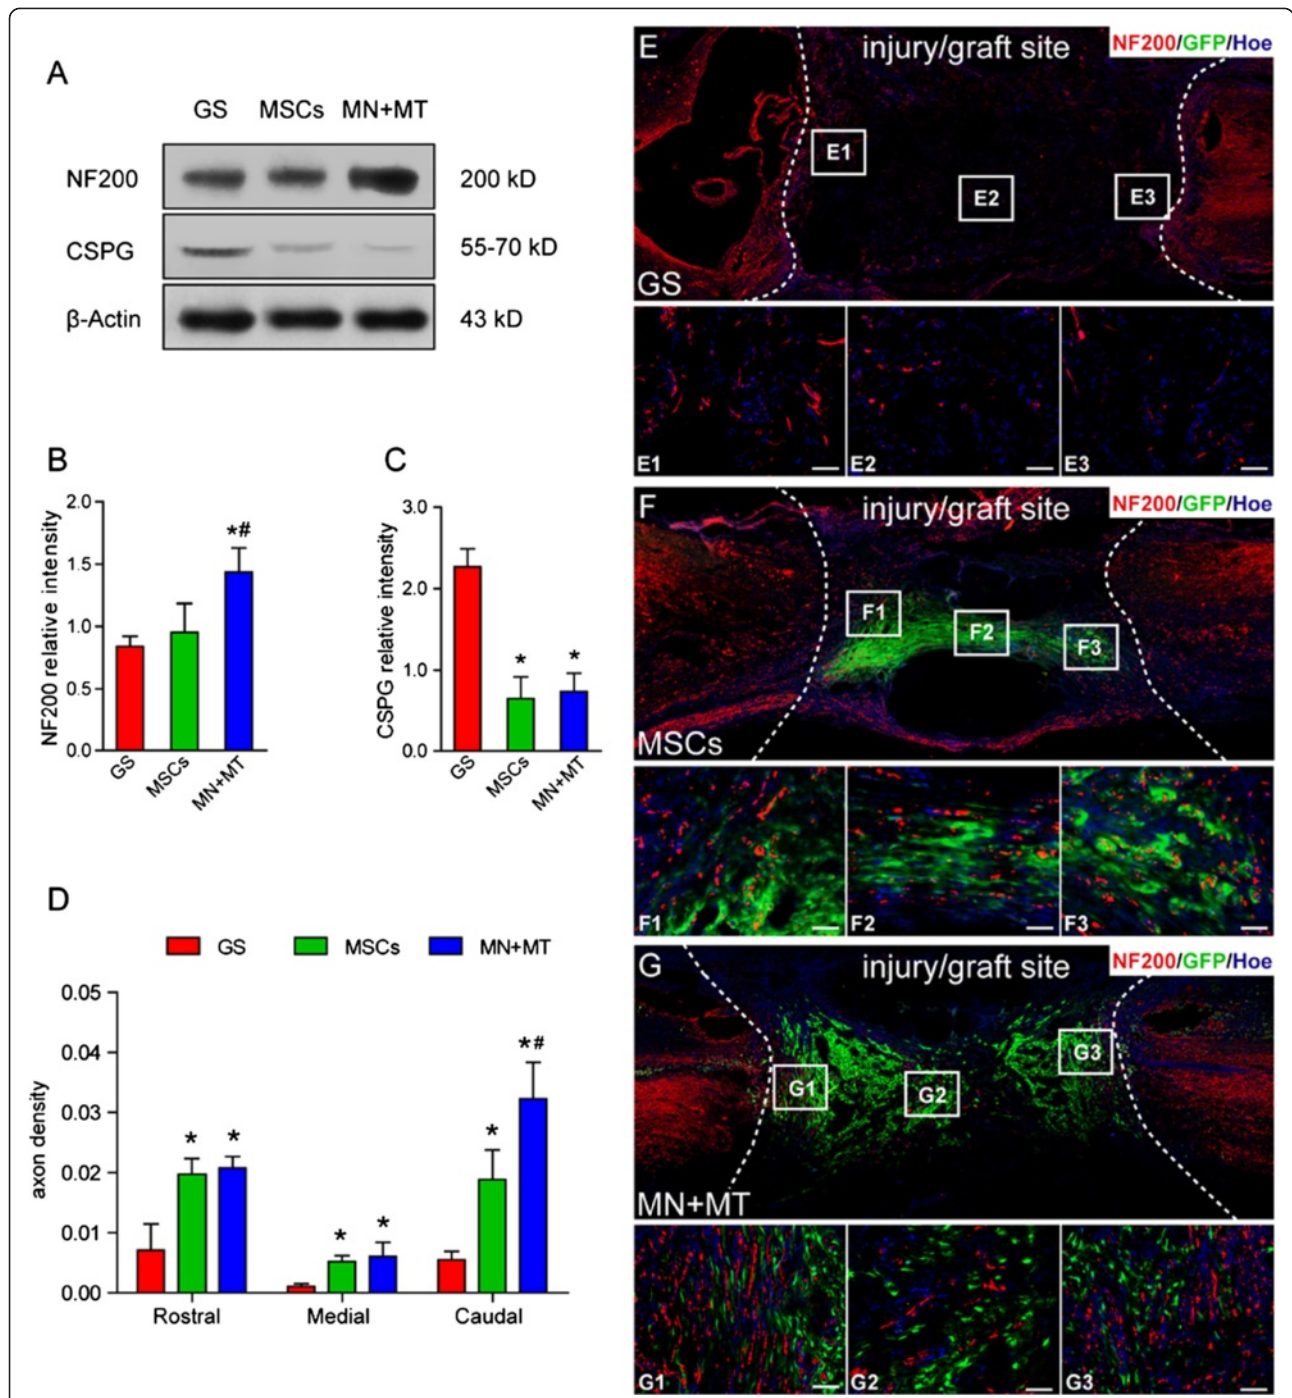 A
GS MSCs MN+MT
NF200 200 kD
CSPG 55-70 kD
β-Actin 43 kD
B
NF200 relative intensity
2.0
1.5
1.0
0.5
0.0
*#
GS MSCs MN+MT
C
CSPG relative intensity
3.0
2.0
1.0
0.0
* *
GS MSCs MN+MT
D
GS MSCs MN+MT
axon density
0.05
0.04
0.03
0.02
0.01
0.00
* *
* *
* *#
Rostral Medial Caudal
E injury/graft site NF200/GFP/Hoe
E1 E2 E3
GS
E1 E2 E3
F injury/graft site NF200/GFP/Hoe
F1 F2 F3
MSCs
F1 F2 F3
G injury/graft site NF200/GFP/Hoe
G1 G2 G3
MN+MT
G1 G2 G3